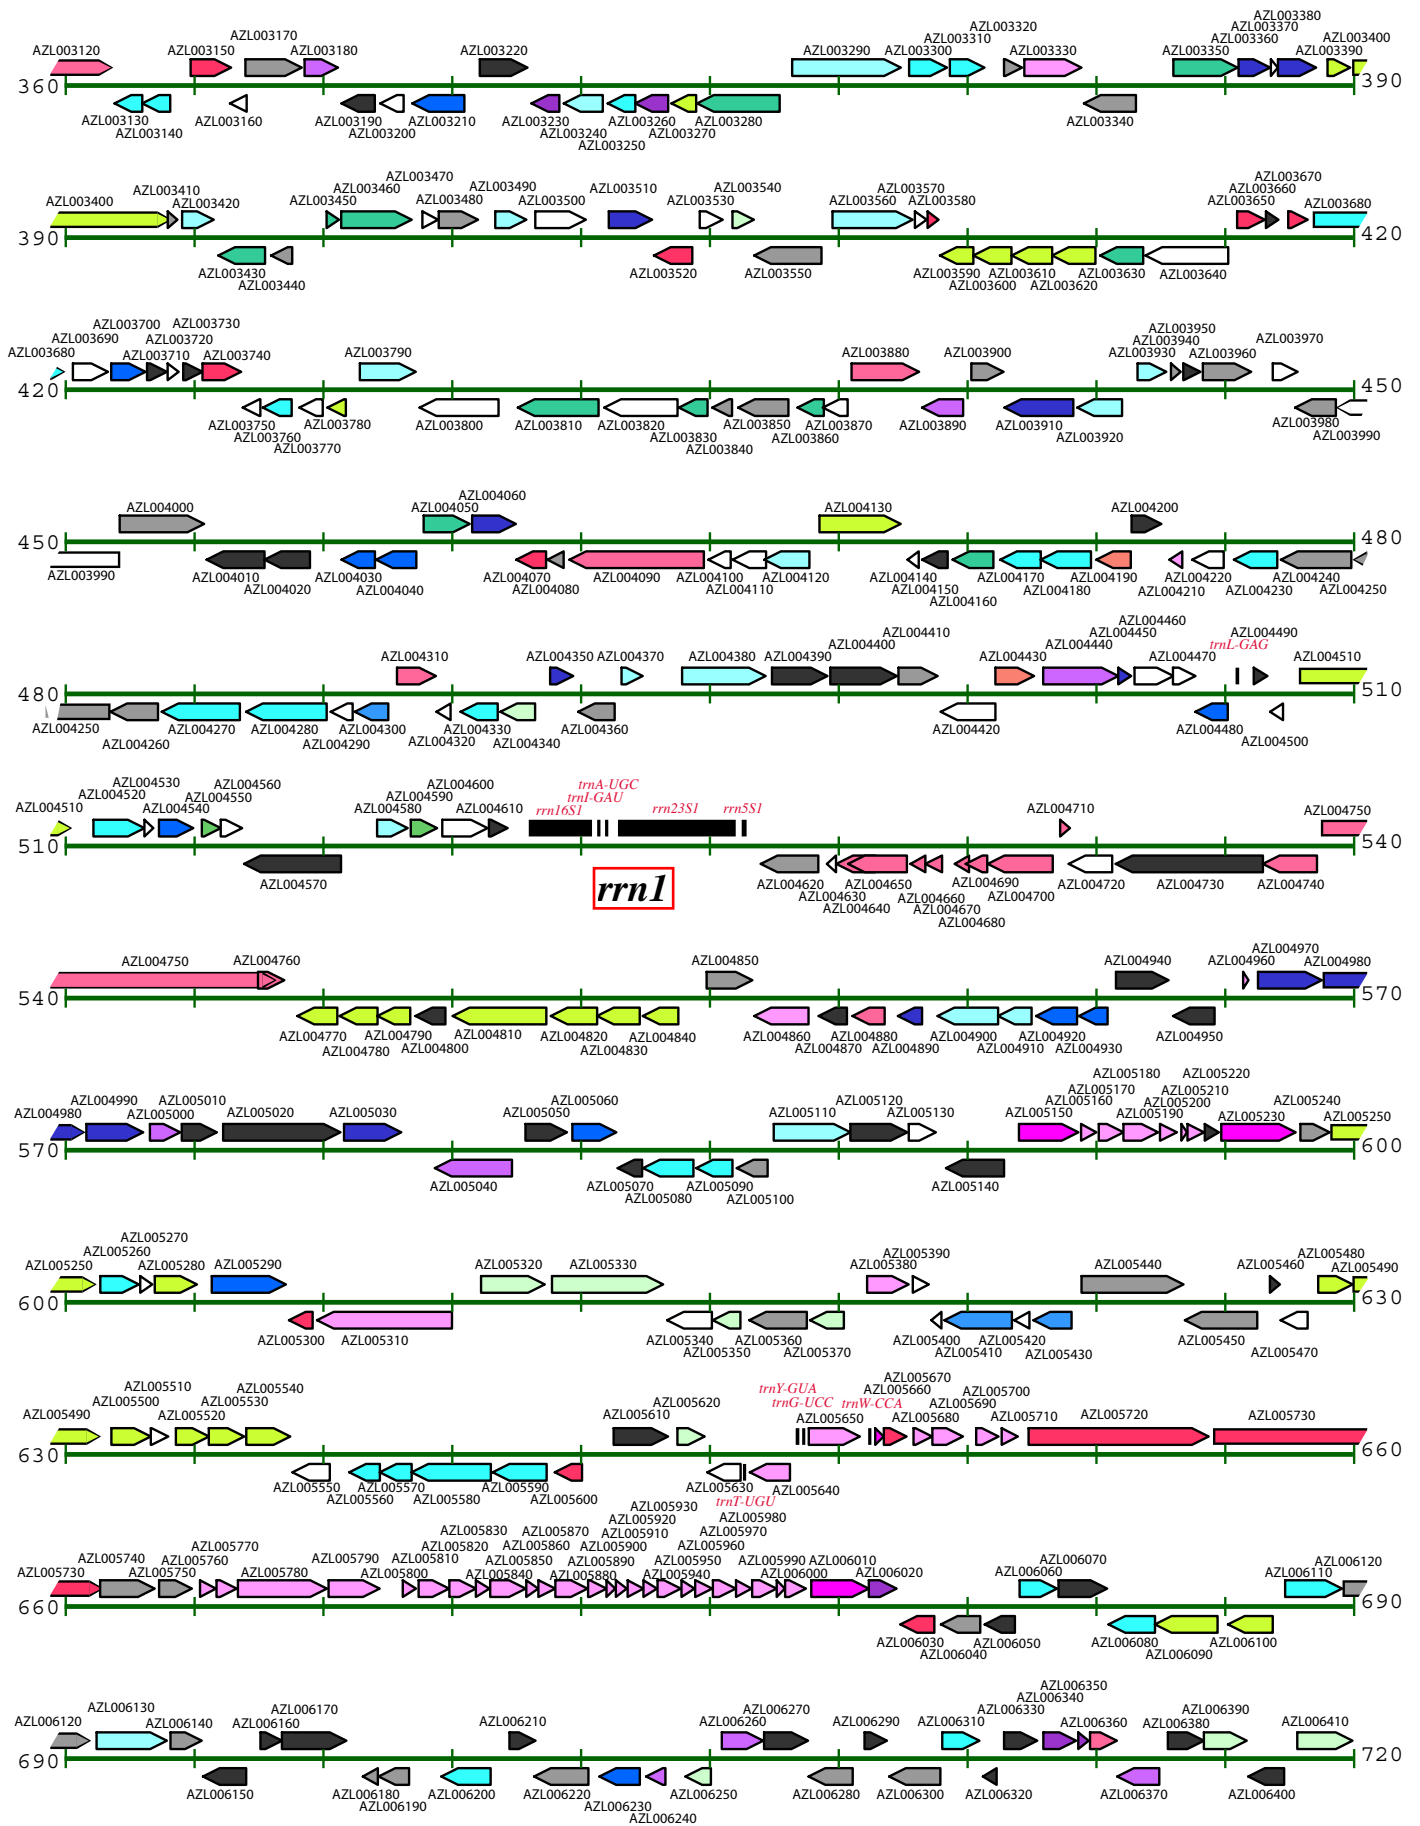 AZL003170 AZL003320 AZL003380
AZL003120 AZL003150 AZL003180 AZL003220 AZL003290 AZL003300 AZL003310 AZL003330 AZL003350 AZL003360 AZL003370 AZL003390 AZL003400
360 390
AZL003130 AZL003140 AZL003160 AZL003190 AZL003200 AZL003210 AZL003230 AZL003240 AZL003250 AZL003260 AZL003270 AZL003280 AZL003340
AZL003400 AZL003410 AZL003420 AZL003450 AZL003460 AZL003470 AZL003480 AZL003490 AZL003500 AZL003510 AZL003530 AZL003540 AZL003560 AZL003570 AZL003580 AZL003650 AZL003660 AZL003670 AZL003680
390 420
AZL003430 AZL003440 AZL003520 AZL003550 AZL003590 AZL003600 AZL003610 AZL003620 AZL003630 AZL003640
AZL003680 AZL003690 AZL003700 AZL003710 AZL003720 AZL003730 AZL003740 AZL003790 AZL003880 AZL003900 AZL003930 AZL003940 AZL003950 AZL003960 AZL003970
420 450
AZL003750 AZL003760 AZL003770 AZL003780 AZL003800 AZL003810 AZL003820 AZL003830 AZL003840 AZL003850 AZL003860 AZL003870 AZL003890 AZL003910 AZL003920 AZL003980 AZL003990
AZL004000 AZL004050 AZL004060 AZL004130 AZL004200
450 480
AZL003990 AZL004010 AZL004020 AZL004030 AZL004040 AZL004070 AZL004080 AZL004090 AZL004100 AZL004110 AZL004120 AZL004140 AZL004150 AZL004160 AZL004170 AZL004180 AZL004190 AZL004210 AZL004220 AZL004230 AZL004240 AZL004250
AZL004310 AZL004350 AZL004370 AZL004380 AZL004390 AZL004400 AZL004410 AZL004430 AZL004440 AZL004450 AZL004460 AZL004470 trnL-GAG AZL004490 AZL004510
480 510
AZL004250 AZL004260 AZL004270 AZL004280 AZL004290 AZL004300 AZL004320 AZL004330 AZL004340 AZL004360 AZL004420 AZL004480 AZL004500
AZL004510 AZL004520 AZL004530 AZL004540 AZL004550 AZL004560 AZL004580 AZL004590 AZL004600 AZL004610 rrn16S1 trnI-GAU trnA-UGC rrn23S1 rrn5S1 AZL004710 AZL004750
510 540
AZL004570 rrn1 AZL004620 AZL004630 AZL004640 AZL004650 AZL004660 AZL004670 AZL004680 AZL004690 AZL004700 AZL004720 AZL004730 AZL004740
AZL004750 AZL004760 AZL004850 AZL004940 AZL004960 AZL004970 AZL004980
540 570
AZL004770 AZL004780 AZL004790 AZL004800 AZL004810 AZL004820 AZL004830 AZL004840 AZL004860 AZL004870 AZL004880 AZL004890 AZL004900 AZL004910 AZL004920 AZL004930 AZL004950
AZL004980 AZL004990 AZL005000 AZL005010 AZL005020 AZL005030 AZL005050 AZL005060 AZL005110 AZL005120 AZL005130 AZL005150 AZL005160 AZL005170 AZL005180 AZL005190 AZL005200 AZL005210 AZL005220 AZL005230 AZL005240 AZL005250
570 600
AZL005040 AZL005070 AZL005080 AZL005090 AZL005100 AZL005140
AZL005250 AZL005260 AZL005270 AZL005280 AZL005290 AZL005320 AZL005330 AZL005380 AZL005390 AZL005440 AZL005460 AZL005480 AZL005490
600 630
AZL005300 AZL005310 AZL005340 AZL005350 AZL005360 AZL005370 AZL005400 AZL005410 AZL005420 AZL005430 AZL005450 AZL005470
AZL005490 AZL005500 AZL005510 AZL005520 AZL005530 AZL005540 AZL005610 AZL005620 trnY-GUA trnG-UCC AZL005650 trnW-CCA AZL005660 AZL005670 AZL005680 AZL005690 AZL005700 AZL005710 AZL005720 AZL005730
630 660
AZL005550 AZL005560 AZL005570 AZL005580 AZL005590 AZL005600 AZL005630 trnT-UGU AZL005640
AZL005730 AZL005740 AZL005750 AZL005760 AZL005770 AZL005780 AZL005790 AZL005800 AZL005810 AZL005820 AZL005830 AZL005840 AZL005850 AZL005860 AZL005870 AZL005880 AZL005890 AZL005900 AZL005910 AZL005920 AZL005930 AZL005940 AZL005950 AZL005960 AZL005970 AZL005980 AZL005990 AZL006000 AZL006010 AZL006020 AZL006060 AZL006070 AZL006110 AZL006120
660 690
AZL006030 AZL006040 AZL006050 AZL006080 AZL006090 AZL006100
AZL006120 AZL006130 AZL006140 AZL006160 AZL006170 AZL006210 AZL006260 AZL006270 AZL006290 AZL006310 AZL006330 AZL006340 AZL006350 AZL006360 AZL006380 AZL006390 AZL006410
690 720
AZL006150 AZL006180 AZL006190 AZL006200 AZL006220 AZL006230 AZL006240 AZL006250 AZL006280 AZL006300 AZL006320 AZL006370 AZL006400